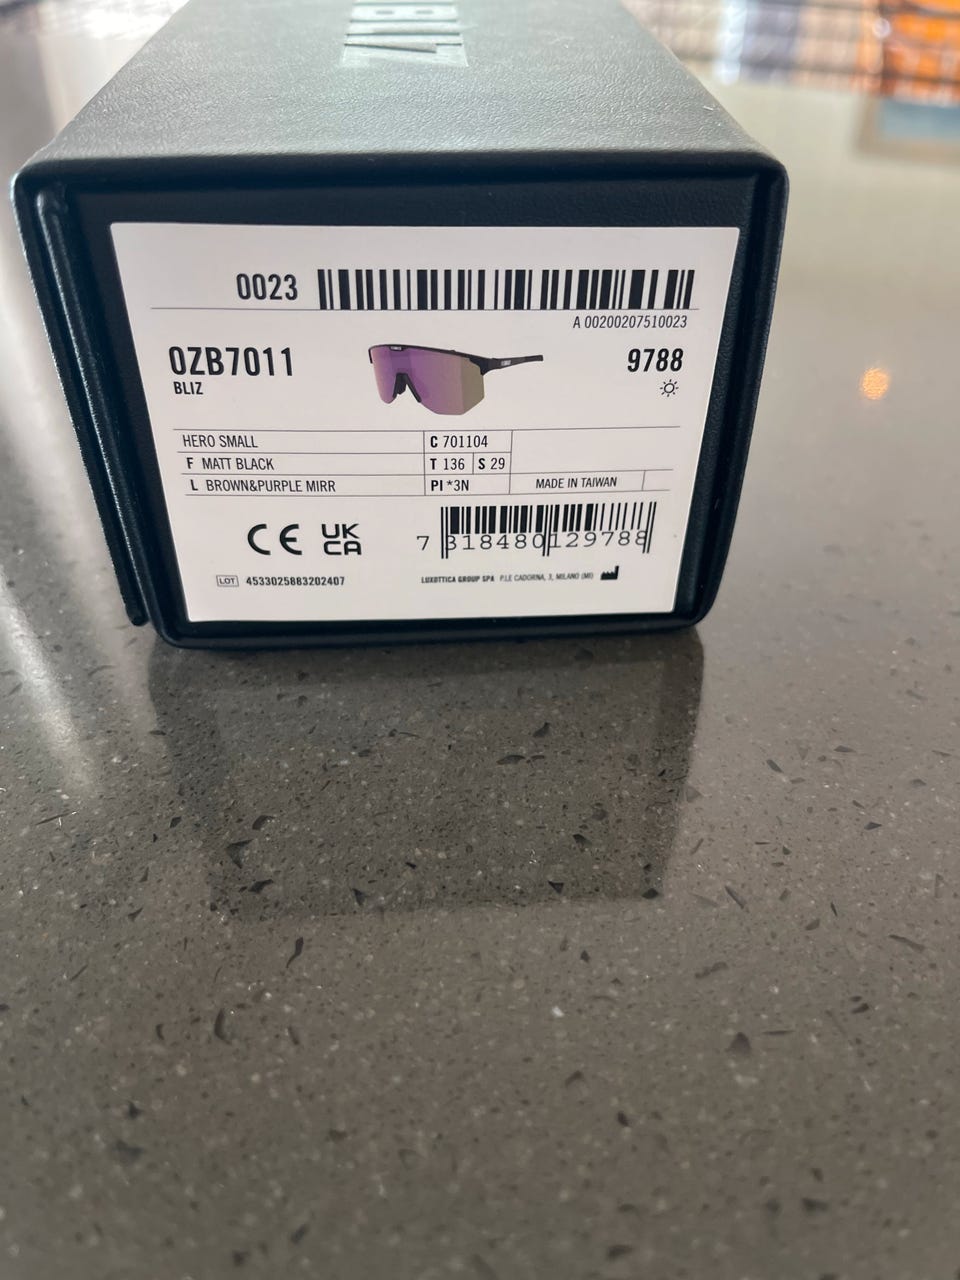 BLIZ
0023
A 00200207510023
0ZB7011
9788
BLIZ
HERO SMALL C 701104
F MATT BLACK T 136 S 29
L BROWN&PURPLE MIRR PI *3N MADE IN TAIWAN
CE UK CA
7 318480 129788
LOT 4533025883202407
LUXOTTICA GROUP SPA P.LE CADORNA, 3, MILANO (MI)